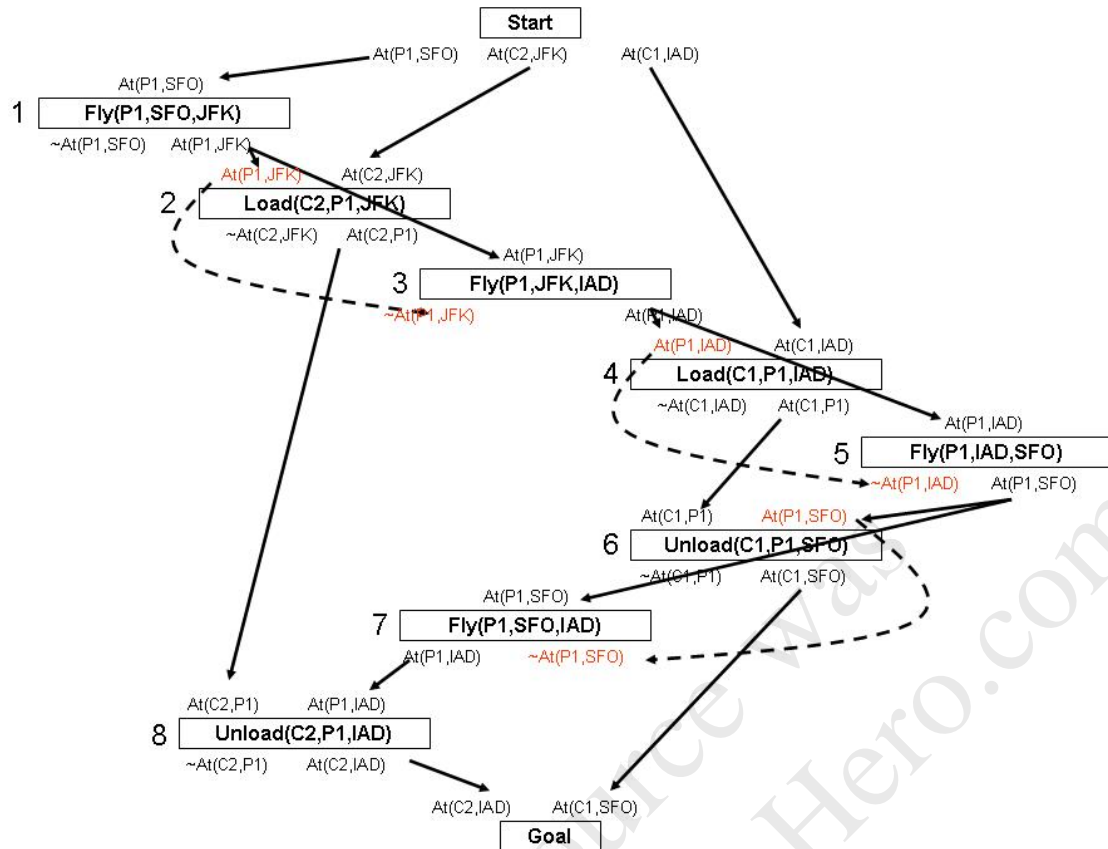 Start
At(P1,SFO) At(C2,JFK) At(C1,IAD)
At(P1,SFO)
1 Fly(P1,SFO,JFK)
~At(P1,SFO) At(P1,JFK)
At(P1,JFK) At(C2,JFK)
2 Load(C2,P1,JFK)
~At(C2,JFK) At(C2,P1)
At(P1,JFK)
3 Fly(P1,JFK,IAD)
~At(P1,JFK) At(P1,IAD)
At(P1,IAD) At(C1,IAD)
4 Load(C1,P1,IAD)
~At(C1,IAD) At(C1,P1)
At(P1,IAD)
5 Fly(P1,IAD,SFO)
~At(P1,IAD) At(P1,SFO)
At(C1,P1) At(P1,SFO)
6 Unload(C1,P1,SFO)
~At(C1,P1) At(C1,SFO)
At(P1,SFO)
7 Fly(P1,SFO,IAD)
At(P1,IAD) ~At(P1,SFO)
At(C2,P1) At(P1,IAD)
8 Unload(C2,P1,IAD)
~At(C2,P1) At(C2,IAD)
At(C2,IAD) At(C1,SFO)
Goal
source was
Hero.com